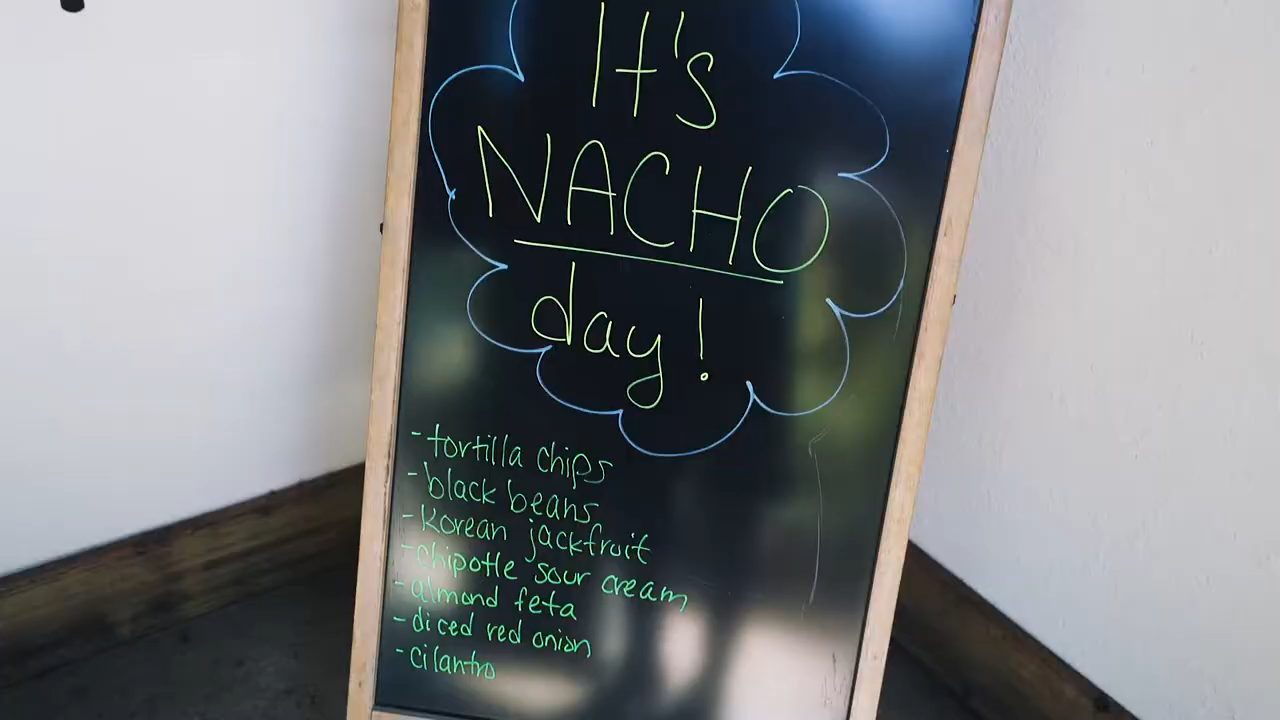 It's
NACHO
day!
-tortilla chips
-black beans
-Korean jackfruit
-chipotle sour cream
-almond feta
-diced red onion
-cilantro